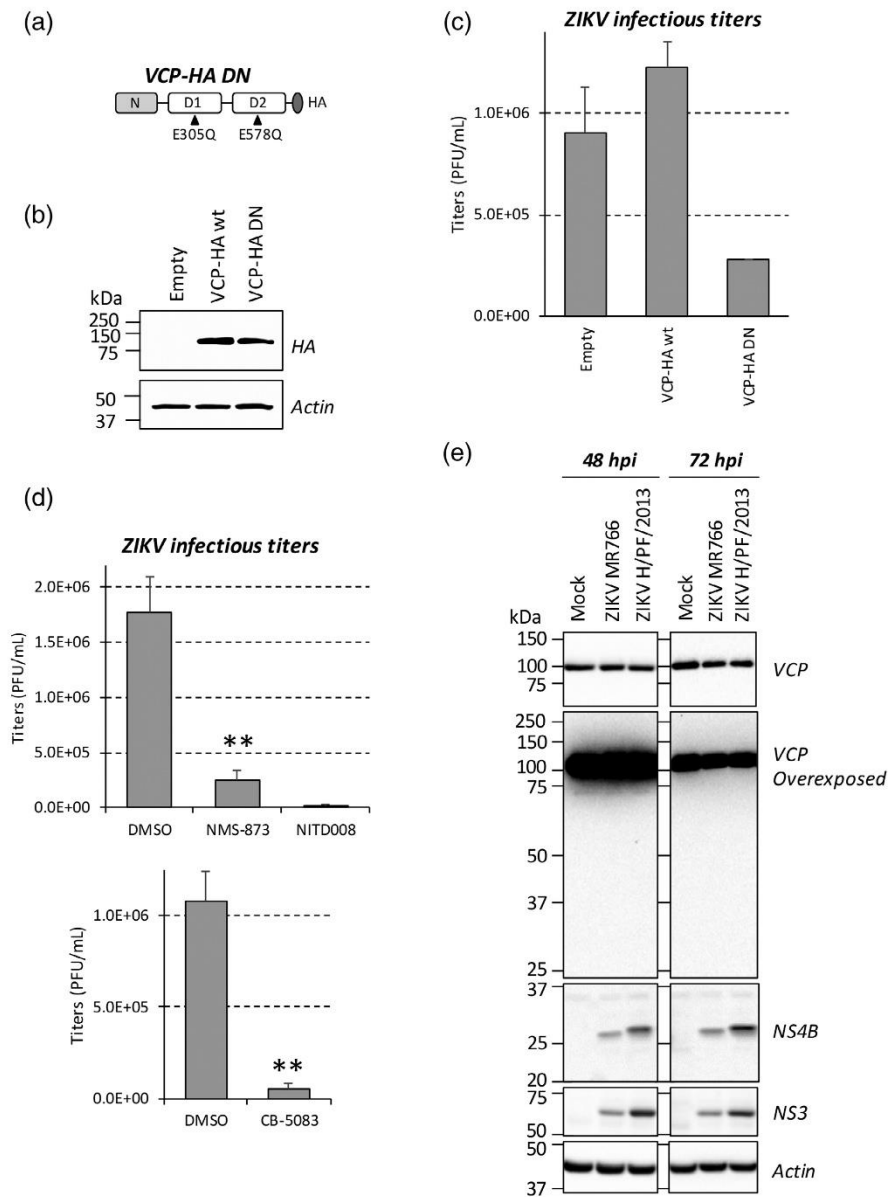 (a)
VCP-HA DN
N D1 D2 HA
E305Q E578Q
(b)
Empty
VCP-HA wt
VCP-HA DN
kDa
250
150
75
HA
50
37
Actin
(c)
ZIKV infectious titers
Titers (PFU/mL)
1.0E+06
5.0E+05
0.0E+00
Empty
VCP-HA wt
VCP-HA DN
(d)
ZIKV infectious titers
Titers (PFU/mL)
2.0E+06
1.5E+06
1.0E+06
5.0E+05
0.0E+00
**
DMSO NMS-873 NITD008
Titers (PFU/mL)
1.0E+06
5.0E+05
0.0E+00
**
DMSO CB-5083
(e)
48 hpi 72 hpi
Mock
ZIKV MR766
ZIKV H/PF/2013
Mock
ZIKV MR766
ZIKV H/PF/2013
kDa
150
100
75
VCP
250
150
100
75
50
37
25
VCP
Overexposed
37
25
20
NS4B
75
50
NS3
50
37
Actin